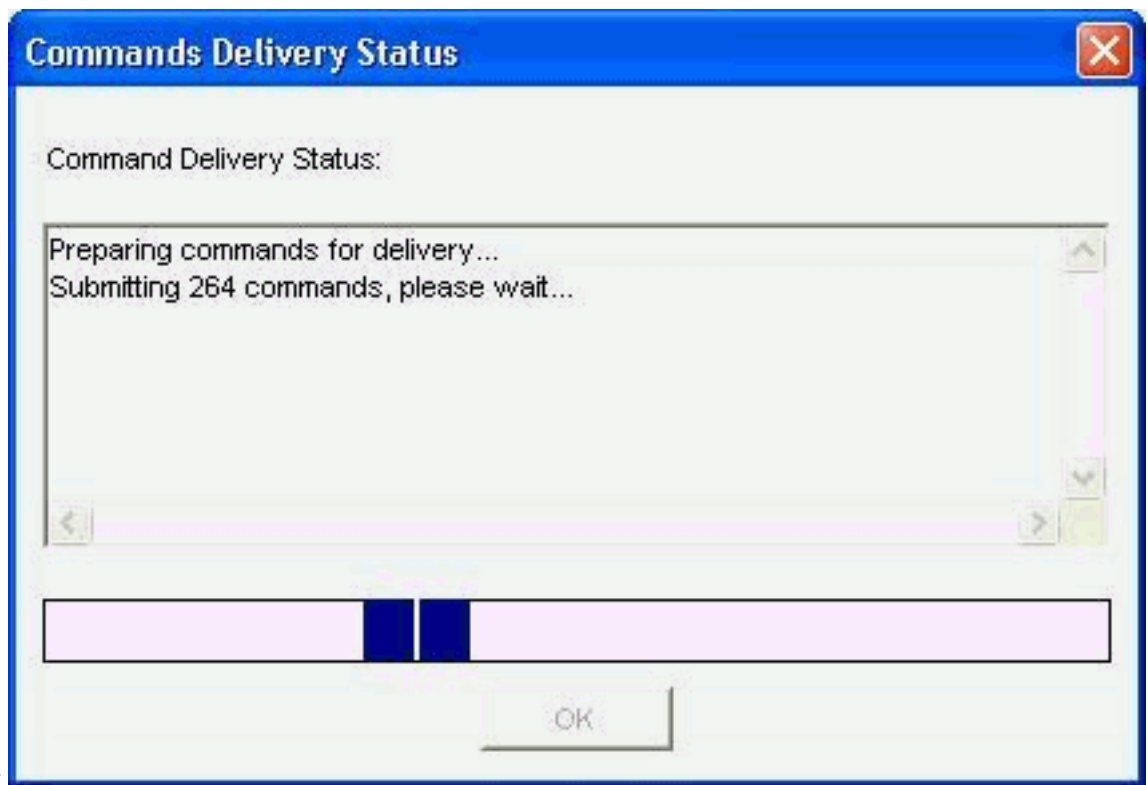 Commands Delivery Status
Command Delivery Status:
Preparing commands for delivery...
Submitting 264 commands, please wait...
OK